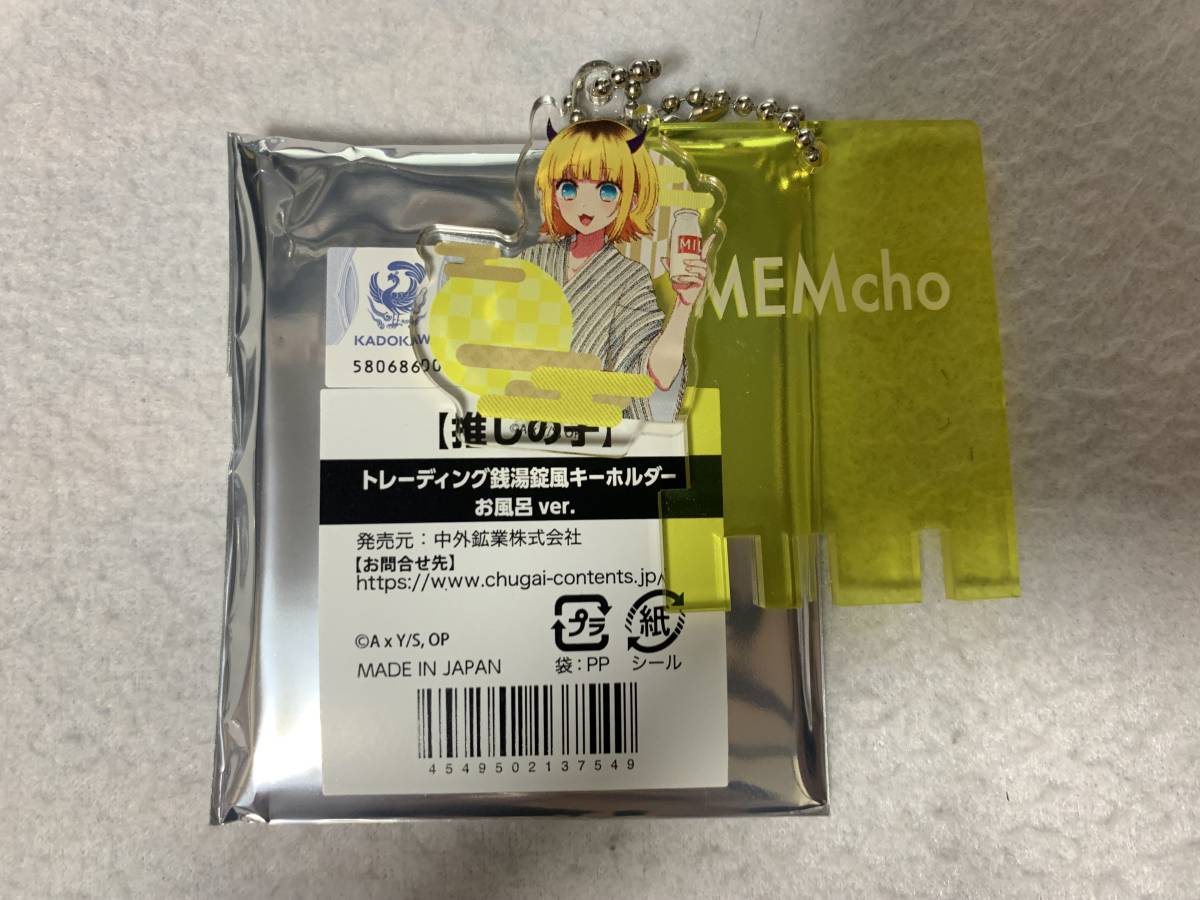 MIL
MEMcho
KADOKAW
58068600
【推しの子】
トレーディング銭湯錠風キーホルダー
お風呂 ver.
発売元：中外鉱業株式会社
【お問合せ先】
https://www.chugai-contents.jp/
プラ
紙
©A x Y/S, OP
袋：PP
シール
MADE IN JAPAN
4549502137549